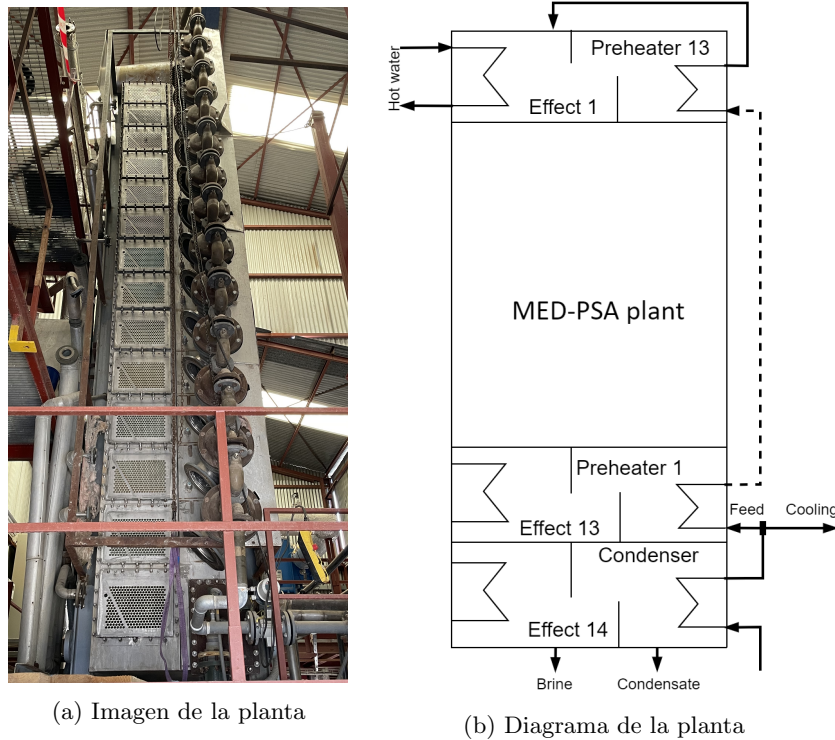 Hot water
Preheater 13
Effect 1
MED-PSA plant
Preheater 1
Effect 13
Feed
Cooling
Condenser
Effect 14
Brine
Condensate
(a) Imagen de la planta
(b) Diagrama de la planta